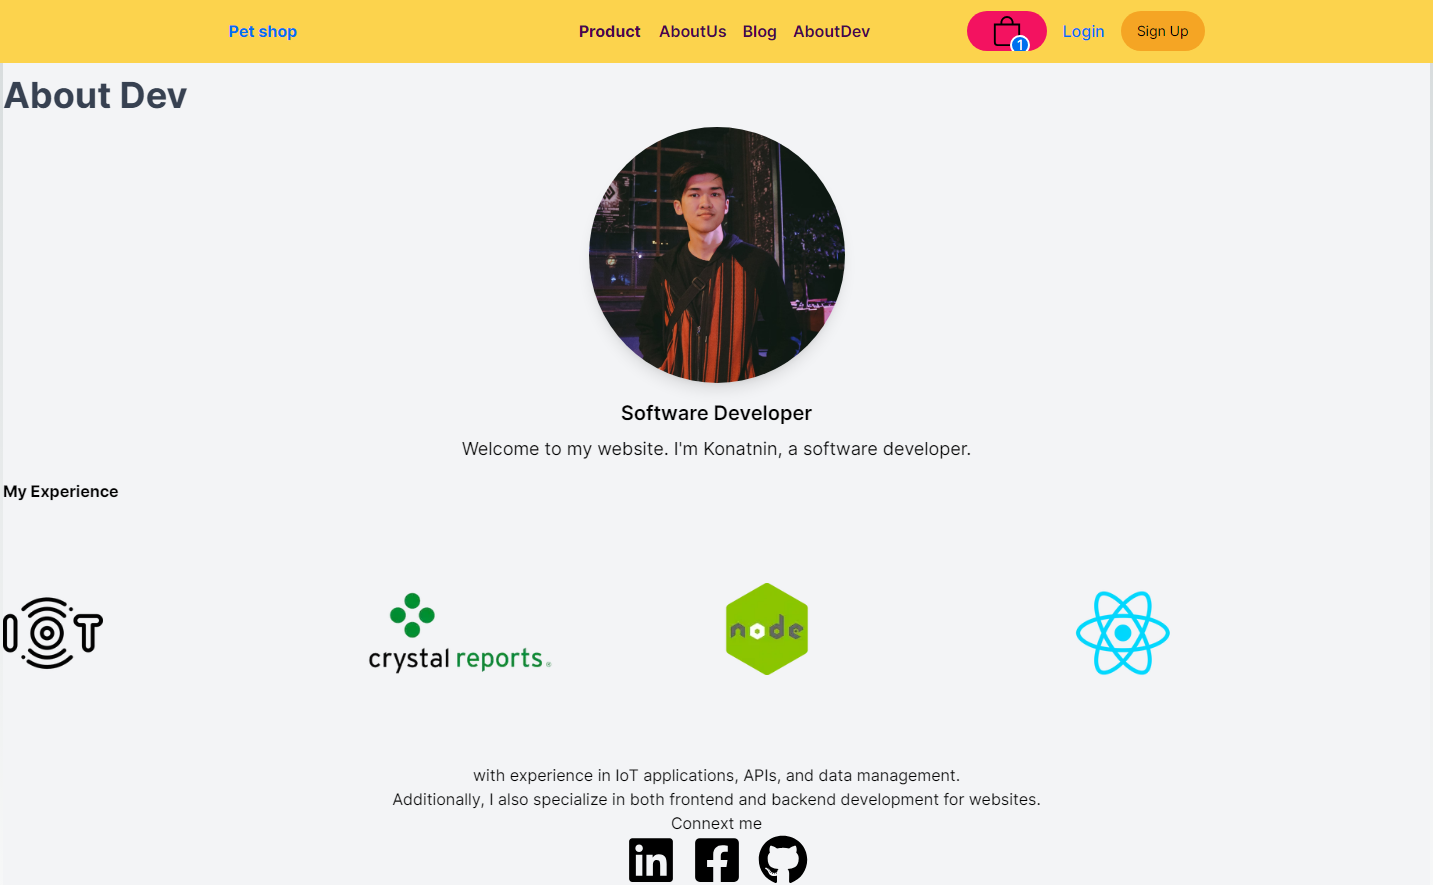 Pet shop
Product AboutUs Blog AboutDev
1
Login
Sign Up
About Dev
Software Developer
Welcome to my website. I'm Konatnin, a software developer.
My Experience
IOT
crystal reports®
node
with experience in IoT applications, APIs, and data management.
Additionally, I also specialize in both frontend and backend development for websites.
Connext me
in
f